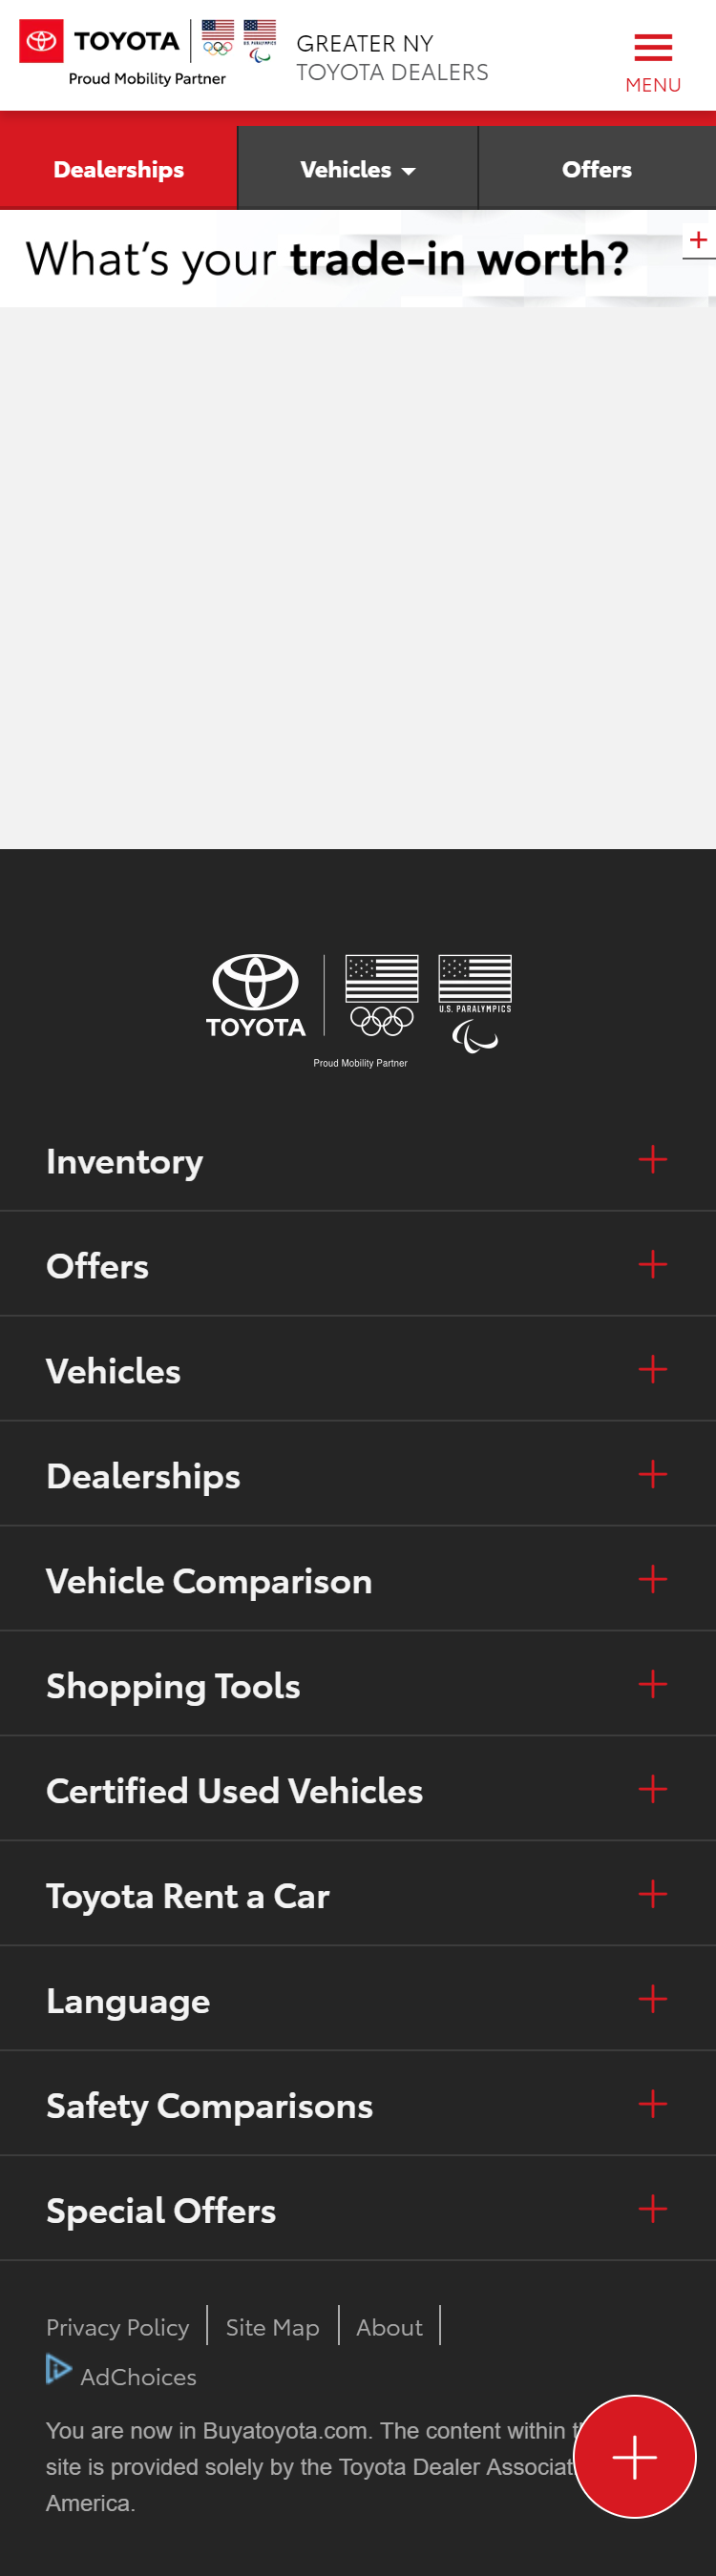 TOYOTA
Proud Mobility Partner
GREATER NY
TOYOTA DEALERS
MENU
Dealerships
Vehicles
Offers
What's your trade-in worth?
TOYOTA
U.S. PARALYMPICS
Proud Mobility Partner
Inventory
Offers
Vehicles
Dealerships
Vehicle Comparison
Shopping Tools
Certified Used Vehicles
Toyota Rent a Car
Language
Safety Comparisons
Special Offers
Privacy Policy
Site Map
About
AdChoices
You are now in Buyatoyota.com. The content within
site is provided solely by the Toyota Dealer
America.